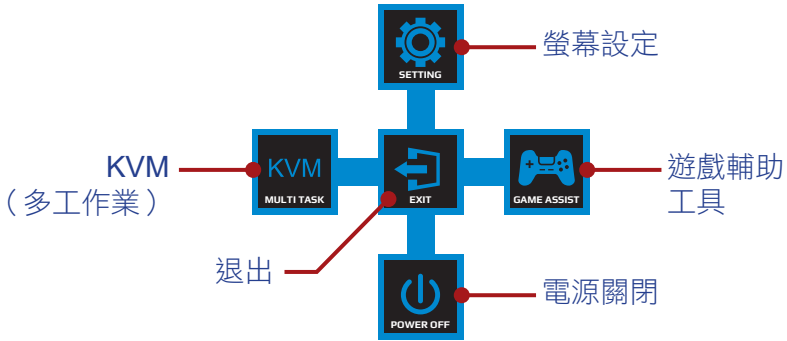 SETTING
螢幕設定
KVM
（多工作業）
KVM
MULTI TASK
EXIT
GAME ASSIST
遊戲輔助
工具
退出
POWER OFF
電源關閉